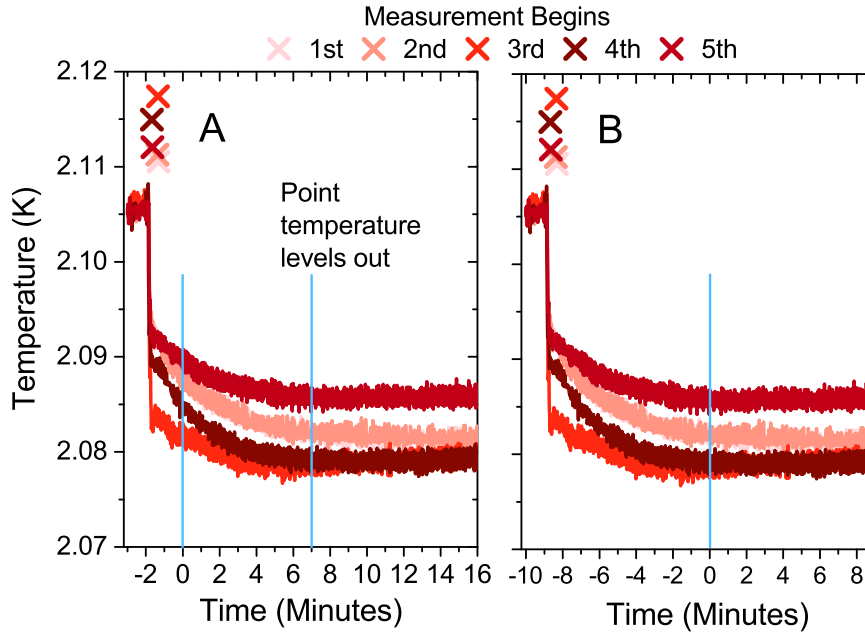 Measurement Begins
1st 2nd 3rd 4th 5th
2.12
2.11
2.10
2.09
2.08
2.07
Temperature (K)
A
Point
temperature
levels out
-2 0 2 4 6 8 10 12 14 16
Time (Minutes)
B
-10 -8 -6 -4 -2 0 2 4 6 8
Time (Minutes)